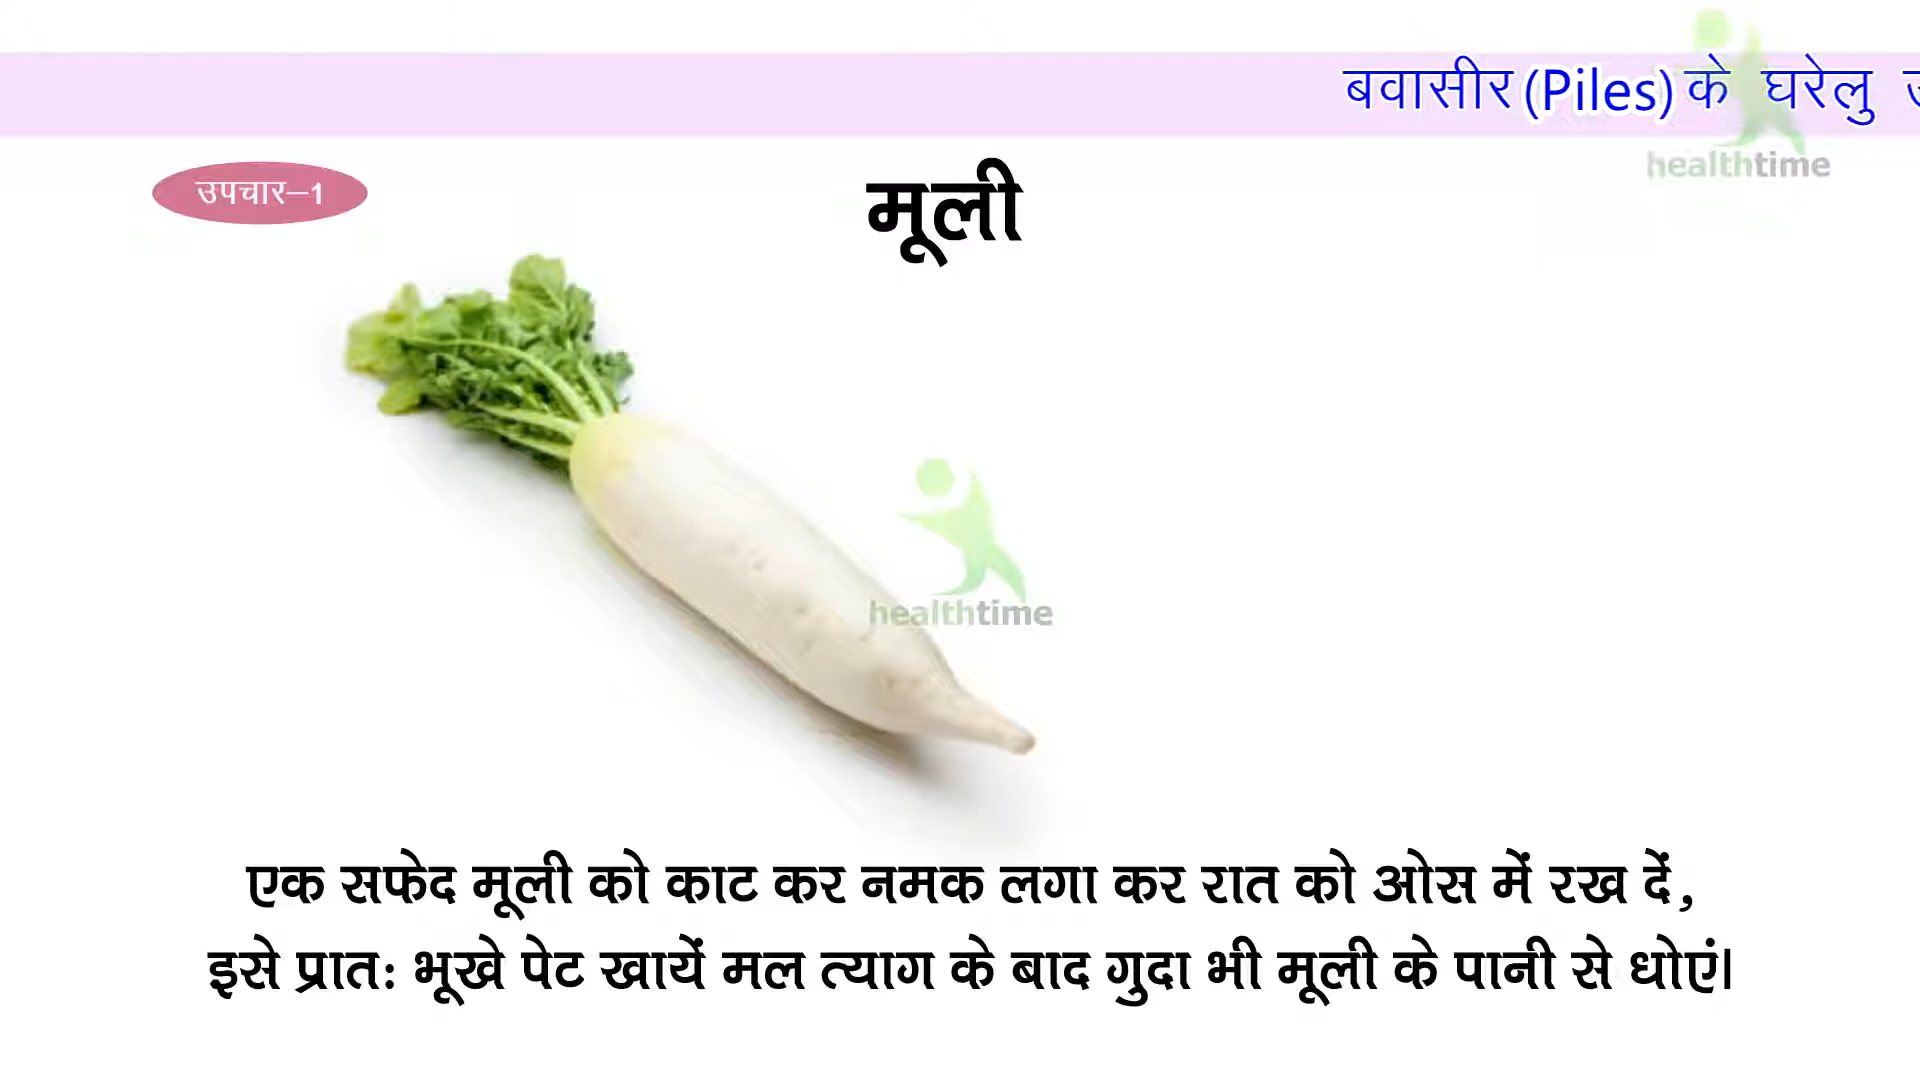 बवासीर (Piles) के घरेलु
healthtime
उपचार–1
मूली
healthtime
एक सफेद मूली को काट कर नमक लगा कर रात को ओस में रख दें,
इसे प्रातः भूखे पेट खायें मल त्याग के बाद गुदा भी मूली के पानी से धोएं।